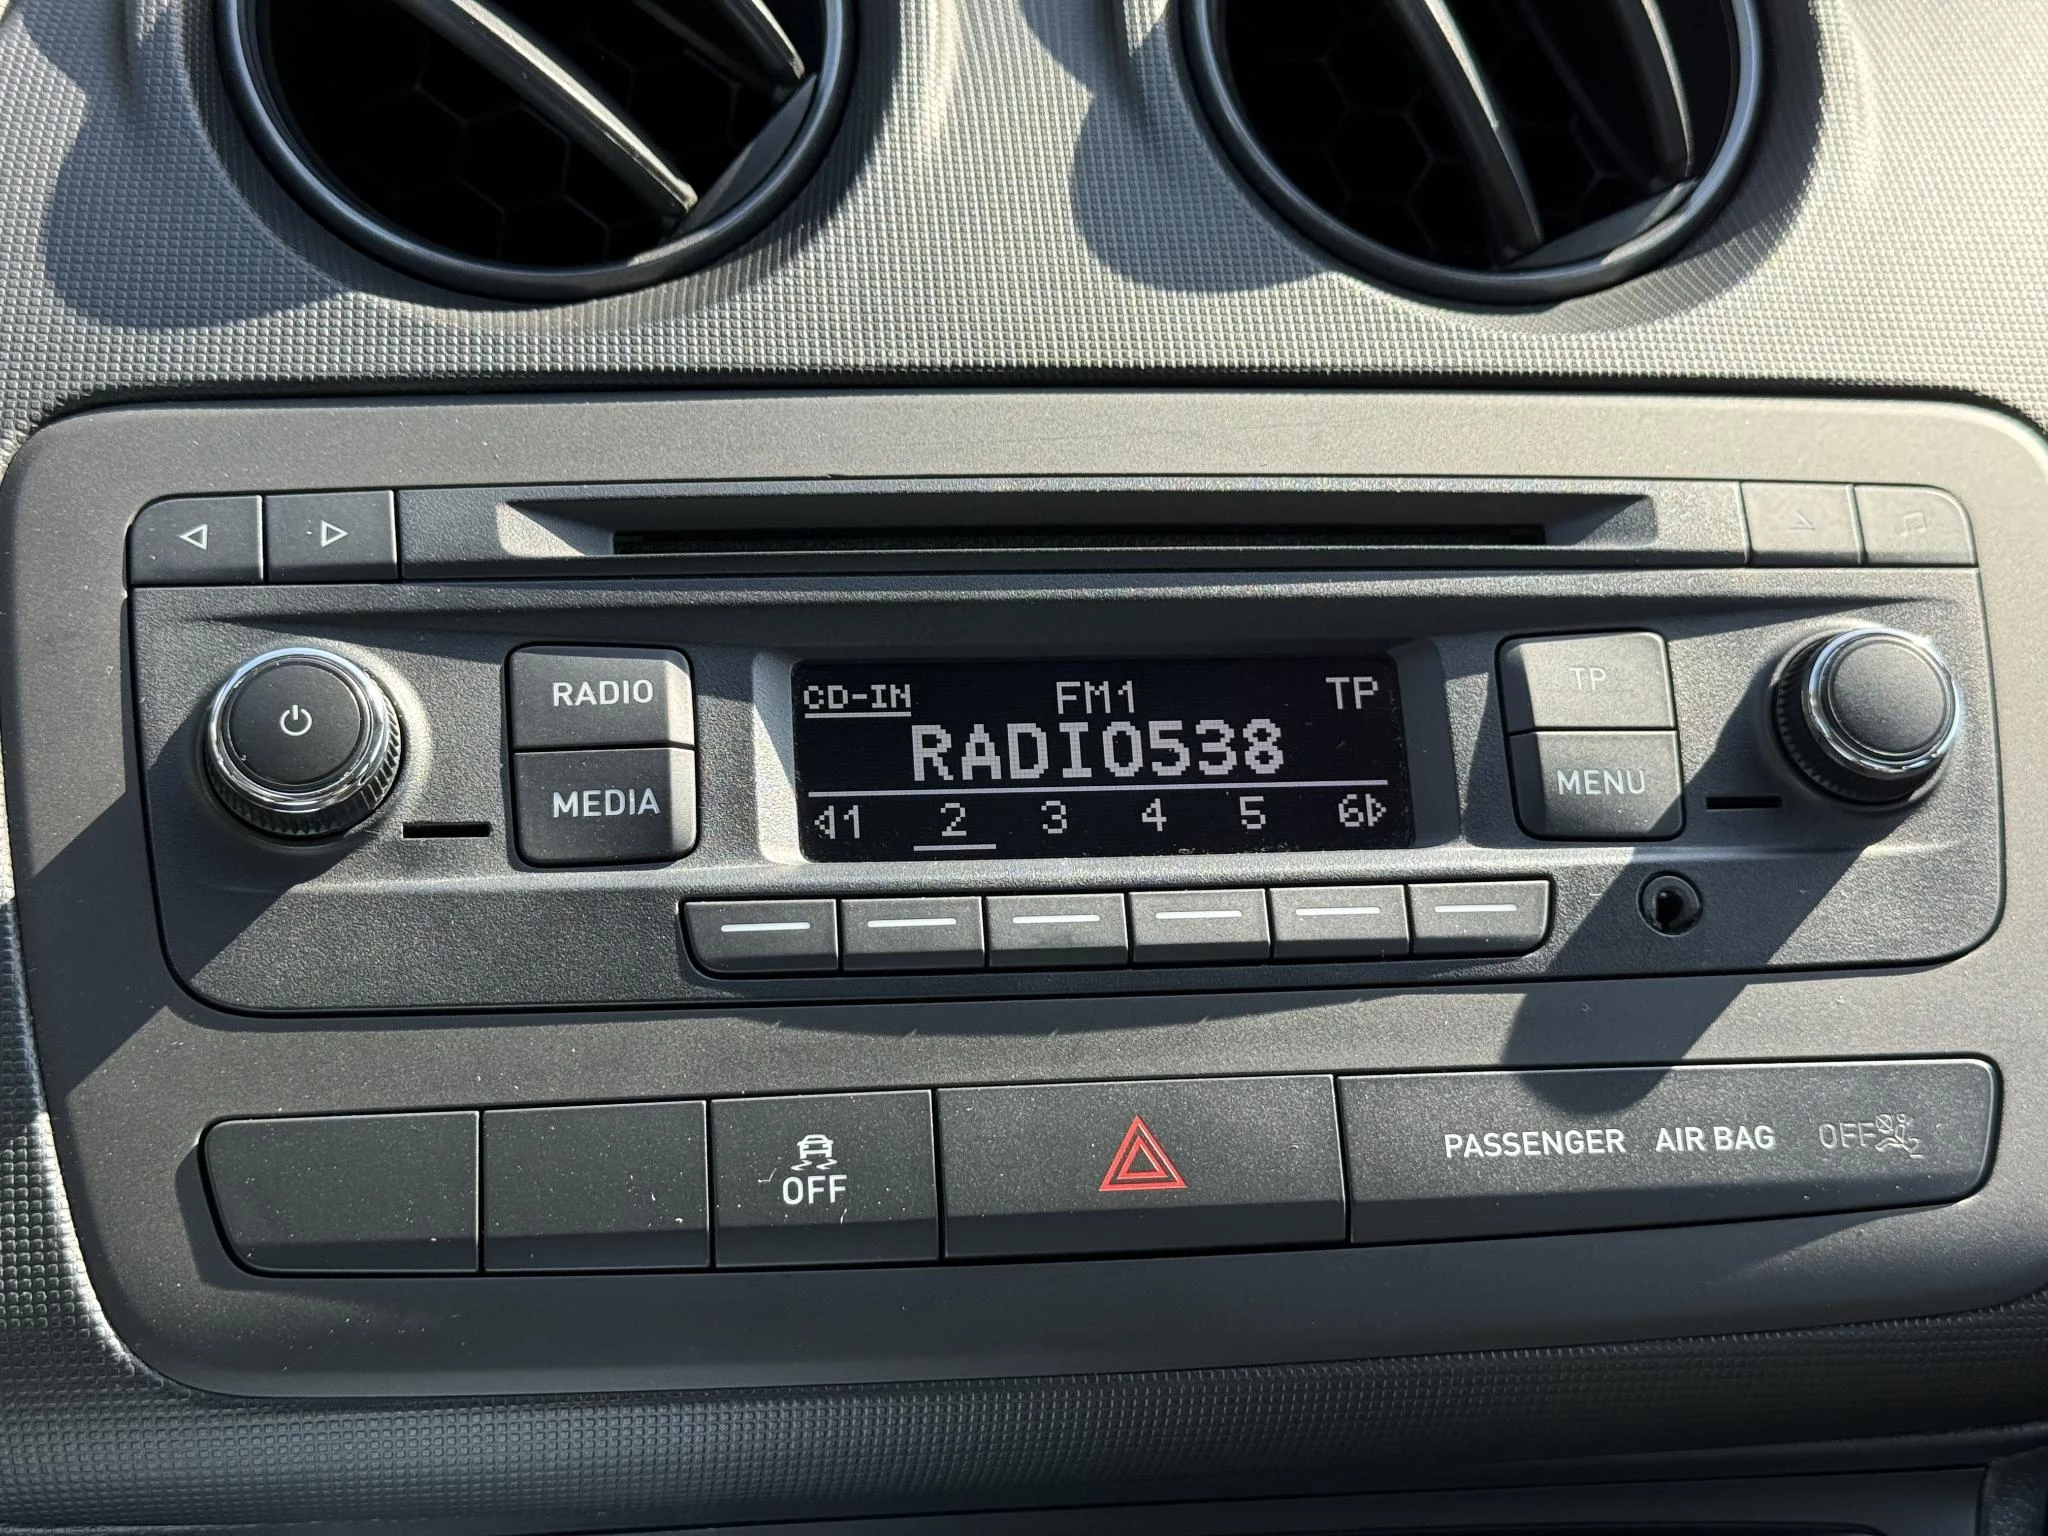 RADIO
MEDIA
CD-IN FM1 TP
RADIO538
1 2 3 4 5 6
TP
MENU
OFF
PASSENGER AIR BAG OFF